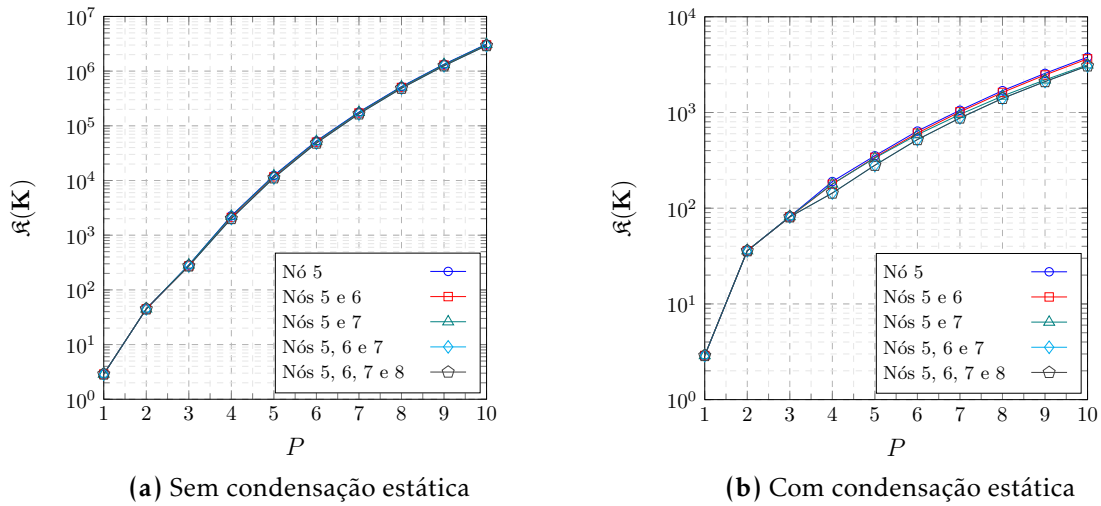 10^7
10^6
10^5
10^4
10^3
10^2
10^1
10^0
𝔎(K)
1 2 3 4 5 6 7 8 9 10
P
Nó 5
Nós 5 e 6
Nós 5 e 7
Nós 5, 6 e 7
Nós 5, 6, 7 e 8
(a) Sem condensação estática
10^4
10^3
10^2
10^1
10^0
𝔎(K)
1 2 3 4 5 6 7 8 9 10
P
Nó 5
Nós 5 e 6
Nós 5 e 7
Nós 5, 6 e 7
Nós 5, 6, 7 e 8
(b) Com condensação estática